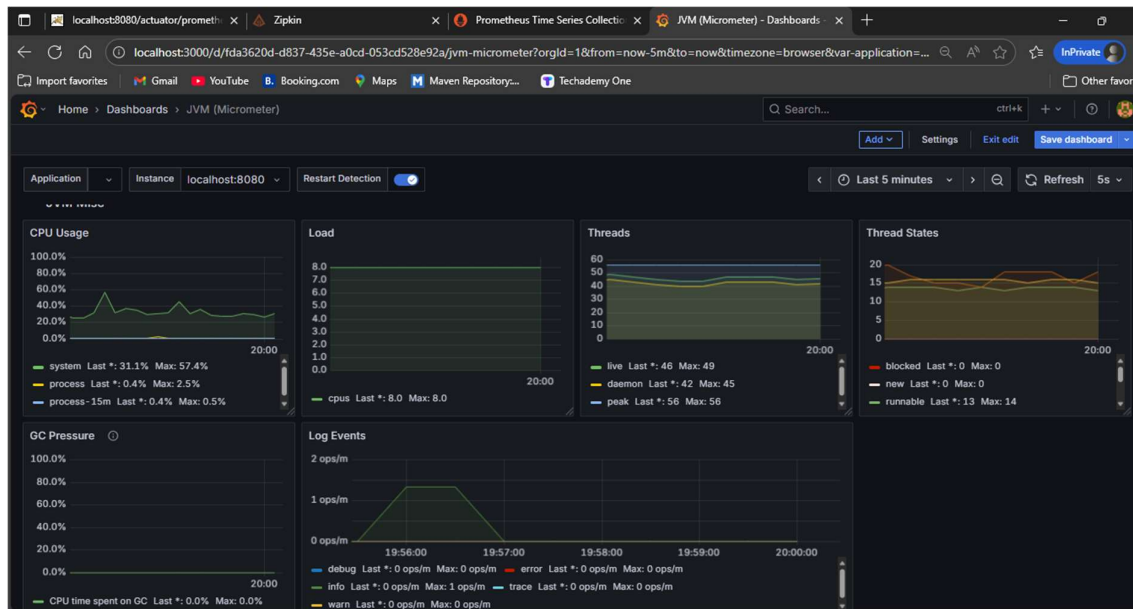 localhost:8080/actuator/prometh
Zipkin
Prometheus Time Series Collectio
JVM (Micrometer) - Dashboards -
localhost:3000/d/fda3620d-d837-435e-a0cd-053cd528e92a/jvm-micrometer?orgId=1&from=now-5m&to=now&timezone=browser&var-application=...
InPrivate
Import favorites
Gmail
YouTube
B. Booking.com
Maps
M Maven Repository:...
T Techademy One
Other favor
Home > Dashboards > JVM (Micrometer)
Search...
ctrl+k
Add
Settings
Exit edit
Save dashboard
Application
Instance
localhost:8080
Restart Detection
Last 5 minutes
Refresh
5s
JVM Misc
CPU Usage
100.0%
80.0%
60.0%
40.0%
20.0%
0.0%
20:00
system Last *: 31.1% Max: 57.4%
process Last *: 0.4% Max: 2.5%
process-15m Last *: 0.4% Max: 0.5%
Load
8.0
7.0
6.0
5.0
4.0
3.0
2.0
1.0
0.0
20:00
cpus Last *: 8.0 Max: 8.0
Threads
60
50
40
30
20
10
0
20:00
live Last *: 46 Max: 49
daemon Last *: 42 Max: 45
peak Last *: 56 Max: 56
Thread States
20
15
10
5
0
20:00
blocked Last *: 0 Max: 0
new Last *: 0 Max: 0
runnable Last *: 13 Max: 14
GC Pressure
100.0%
80.0%
60.0%
40.0%
20.0%
0.0%
20:00
CPU time spent on GC Last *: 0.0% Max: 0.0%
Log Events
2 ops/m
1 ops/m
0 ops/m
19:56:00 19:57:00 19:58:00 19:59:00 20:00:00
debug Last *: 0 ops/m Max: 0 ops/m error Last *: 0 ops/m Max: 0 ops/m
info Last *: 0 ops/m Max: 1 ops/m trace Last *: 0 ops/m Max: 0 ops/m
warn Last *: 0 ops/m Max: 0 ops/m